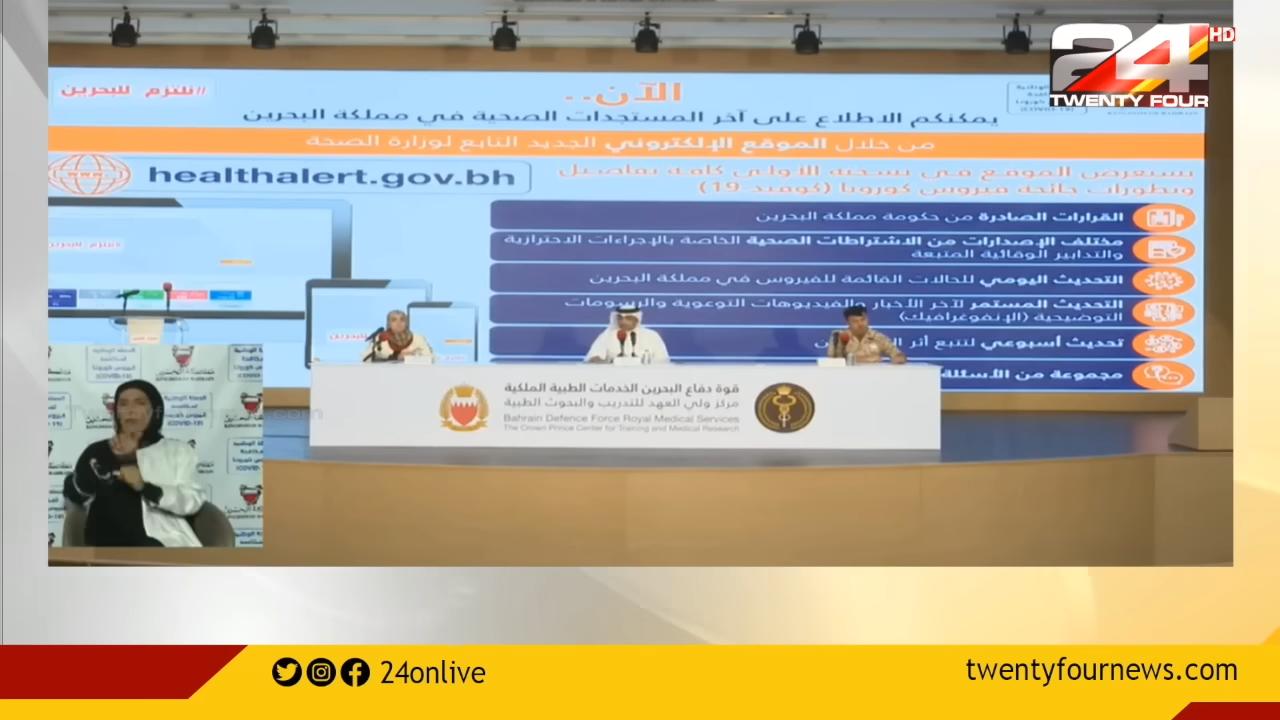 24 HD
TWENTY FOUR
#نلتزم للبحرين
الآن..
يمكنكم الاطلاع على آخر المستجدات الصحية في مملكة البحرين
من خلال الموقع الإلكتروني الجديد التابع لوزارة الصحة
healthalert.gov.bh
يستعرض الموقع في نسخته الأولى كافة تفاصيل
وتطورات جائحة فيروس كورونا (كوفيد-19)
القرارات الصادرة من حكومة مملكة البحرين
مختلف الإصدارات من الاشتراطات الصحية الخاصة بالإجراءات الاحترازية
والتدابير الوقائية المتبعة
التحديث اليومي للحالات القائمة للفيروس في مملكة البحرين
التحديث المستمر لآخر الأخبار والفيديوهات التوعوية والرسومات
التوضيحية (الإنفوغرافيك)
تحديث أسبوعي لتتبع أثر
مجموعة من الأسئلة
قوة دفاع البحرين الخدمات الطبية الملكية
مركز ولي العهد للتدريب والبحوث الطبية
Bahrain Defence Force Royal Medical Services
The Crown Prince Center for Training and Medical Research
24onlive
twentyfournews.com